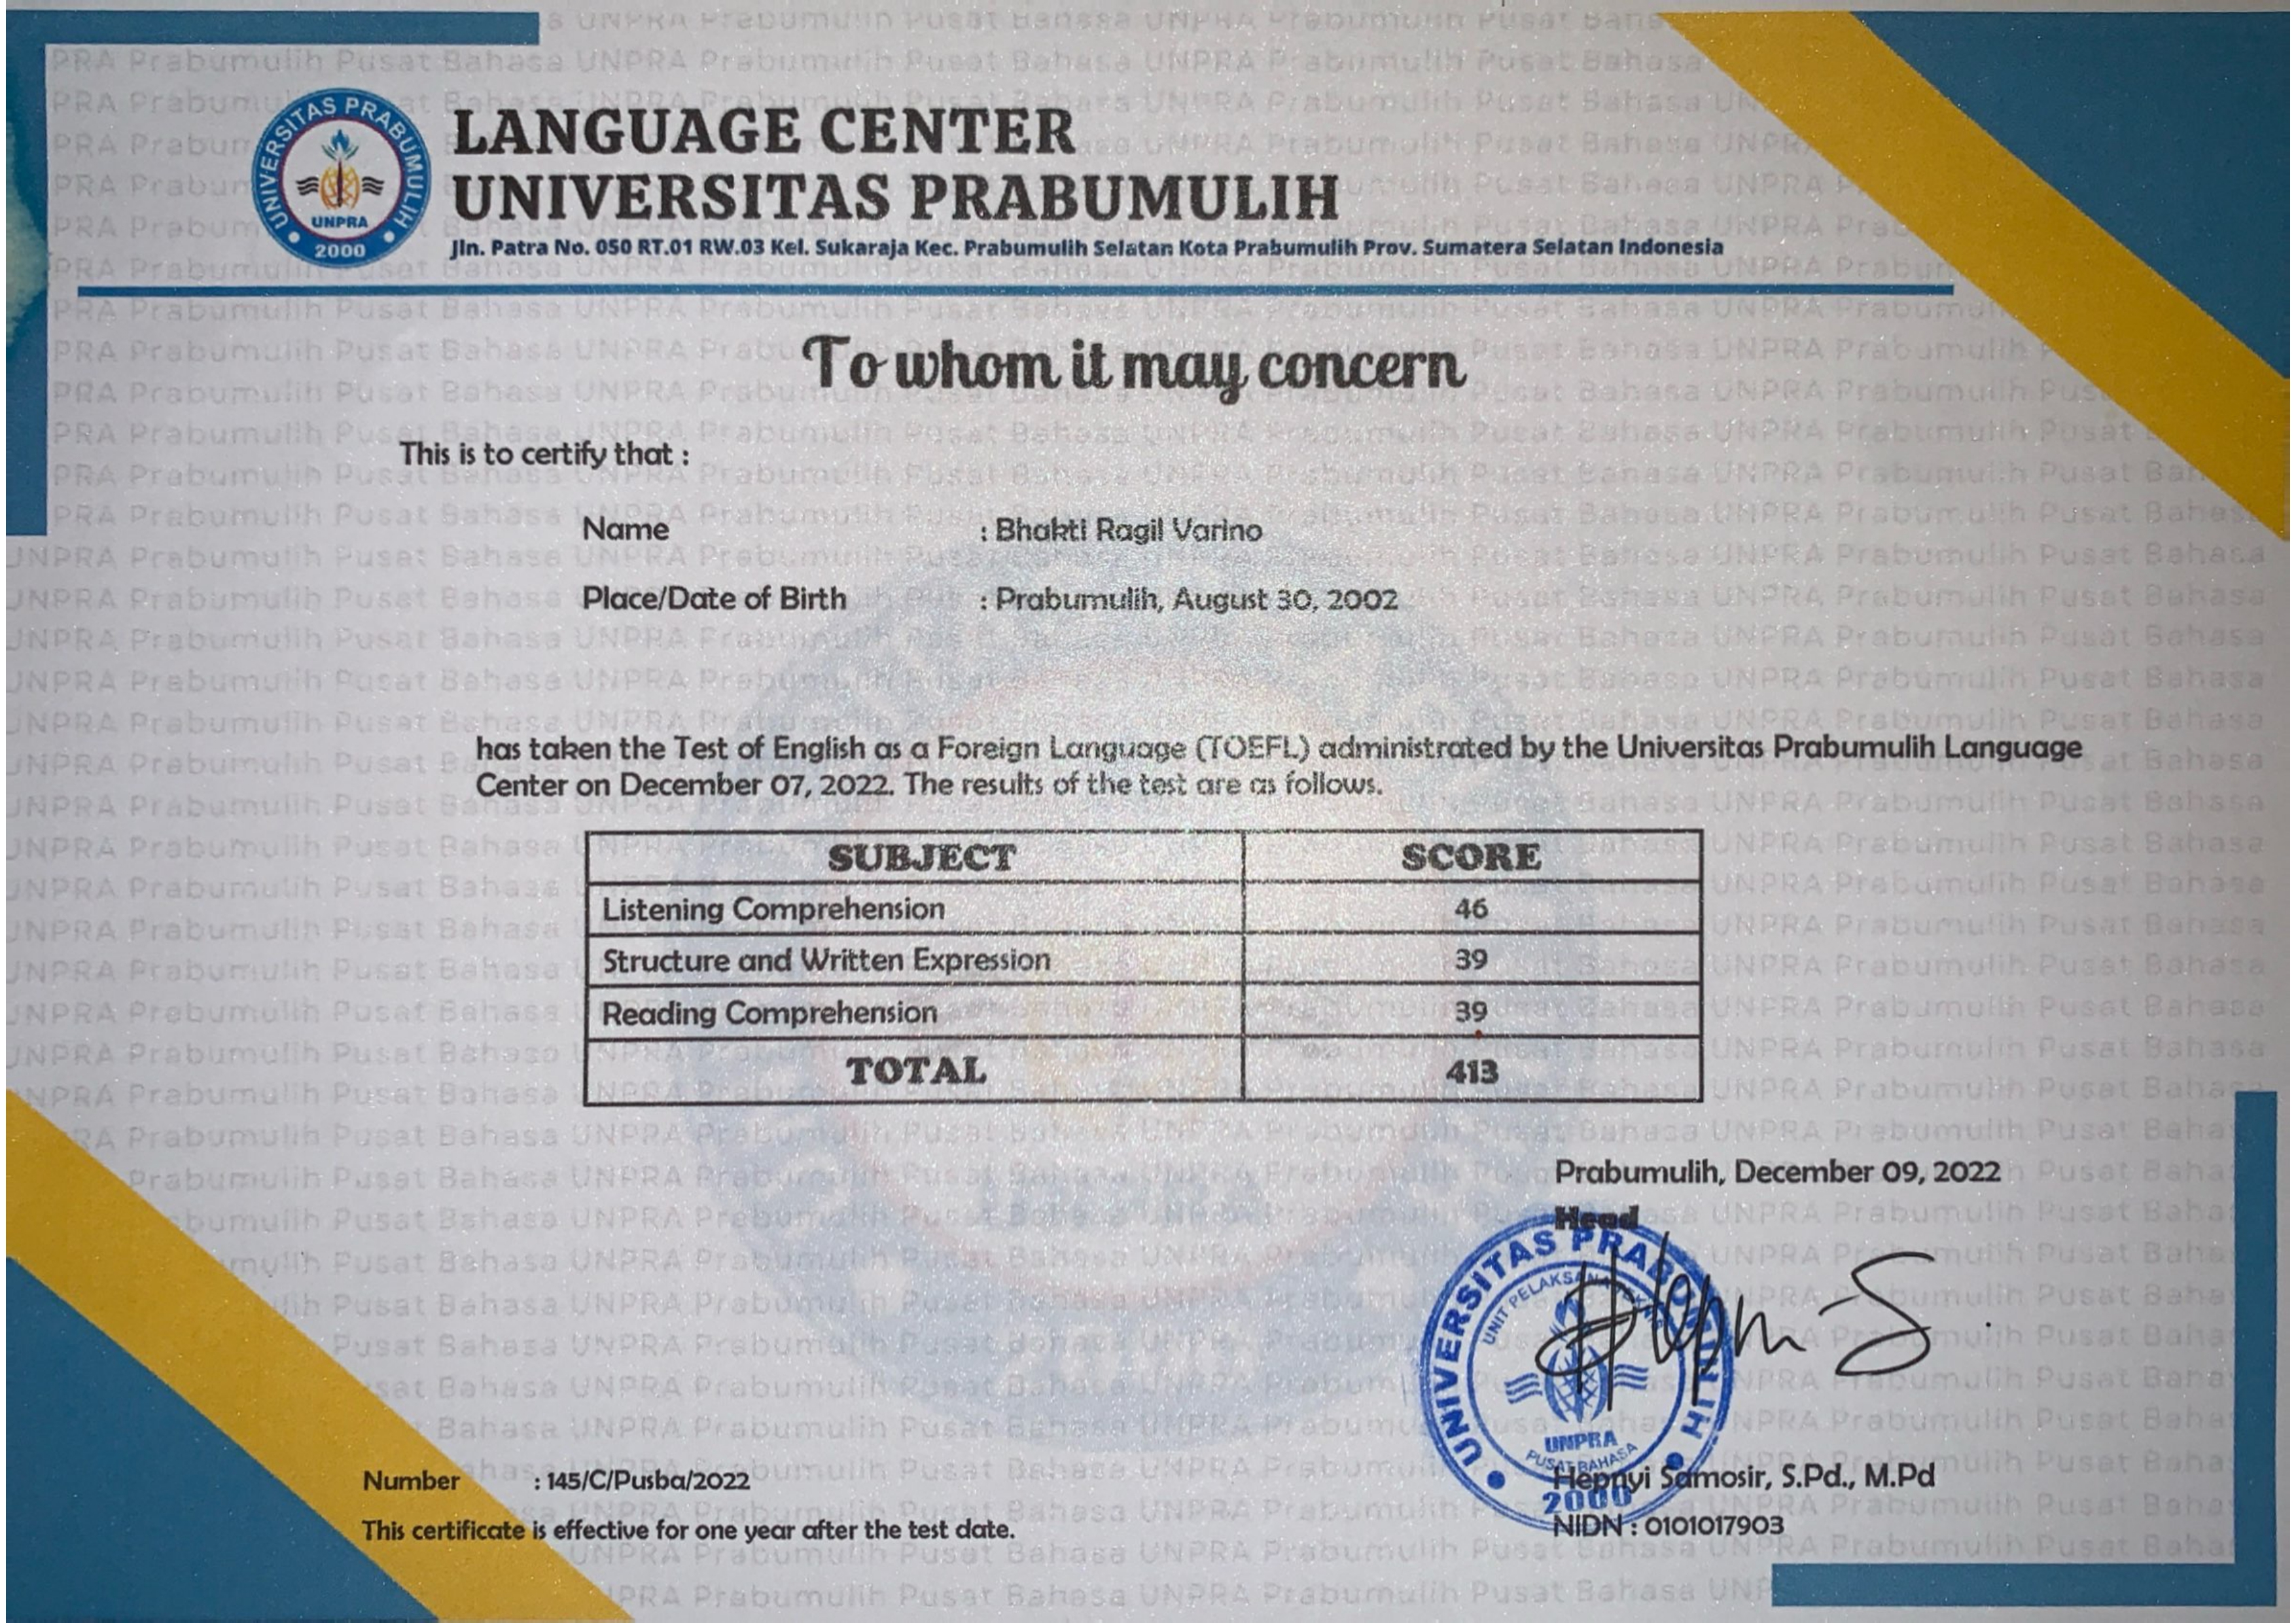 UNIVERSITAS PRABUMULIH
UNPRA
2000
LANGUAGE CENTER
UNIVERSITAS PRABUMULIH
Jln. Patra No. 050 RT.01 RW.03 Kel. Sukaraja Kec. Prabumulih Selatan Kota Prabumulih Prov. Sumatera Selatan Indonesia
To whom it may concern
This is to certify that :
Name : Bhakti Ragil Varino
Place/Date of Birth : Prabumulih, August 30, 2002
has taken the Test of English as a Foreign Language (TOEFL) administrated by the Universitas Prabumulih Language
Center on December 07, 2022. The results of the test are as follows.
SUBJECT SCORE
Listening Comprehension 46
Structure and Written Expression 39
Reading Comprehension 39
TOTAL 413
Prabumulih, December 09, 2022
Head
UNIVERSITAS PRABUMULIH
UNIT PELAKSANA TEKNIS
UNPRA
PUSAT BAHASA
2000
Hepnyi Samosir, S.Pd., M.Pd
NIDN : 0101017903
Number : 145/C/Pusba/2022
This certificate is effective for one year after the test date.